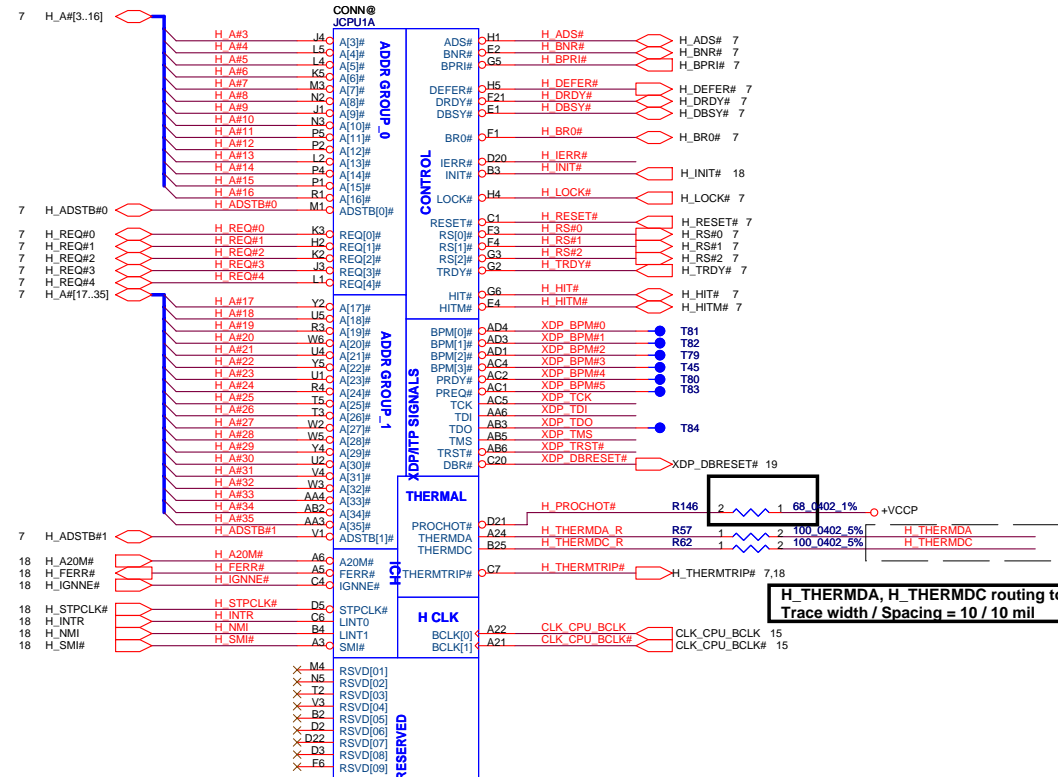 CONN@
JCPU1A
7 H_A#[3..16]
H_A#3 J4 A[3]#
H_A#4 L5 A[4]#
H_A#5 L4 A[5]#
H_A#6 K5 A[6]#
H_A#7 M3 A[7]#
H_A#8 N2 A[8]#
H_A#9 J1 A[9]#
H_A#10 N3 A[10]#
H_A#11 P5 A[11]#
H_A#12 P2 A[12]#
H_A#13 L2 A[13]#
H_A#14 P4 A[14]#
H_A#15 P1 A[15]#
H_A#16 R1 A[16]#
7 H_ADSTB#0 H_ADSTB#0 M1 ADSTB[0]#
7 H_REQ#0 H_REQ#0 K3 REQ[0]#
7 H_REQ#1 H_REQ#1 H2 REQ[1]#
7 H_REQ#2 H_REQ#2 K2 REQ[2]#
7 H_REQ#3 H_REQ#3 J3 REQ[3]#
7 H_REQ#4 H_REQ#4 L1 REQ[4]#
ADDR GROUP_0
7 H_A#[17..35]
H_A#17 Y2 A[17]#
H_A#18 U5 A[18]#
H_A#19 R3 A[19]#
H_A#20 W6 A[20]#
H_A#21 U4 A[21]#
H_A#22 Y5 A[22]#
H_A#23 U1 A[23]#
H_A#24 R4 A[24]#
H_A#25 T5 A[25]#
H_A#26 T3 A[26]#
H_A#27 W2 A[27]#
H_A#28 W5 A[28]#
H_A#29 Y4 A[29]#
H_A#30 U2 A[30]#
H_A#31 V4 A[31]#
H_A#32 W3 A[32]#
H_A#33 AA4 A[33]#
H_A#34 AB2 A[34]#
H_A#35 AA3 A[35]#
7 H_ADSTB#1 H_ADSTB#1 V1 ADSTB[1]#
ADDR GROUP_1
18 H_A20M# H_A20M# A6 A20M#
18 H_FERR# H_FERR# A5 FERR#
18 H_IGNNE# H_IGNNE# C4 IGNNE#
18 H_STPCLK# H_STPCLK# D5 STPCLK#
18 H_INTR H_INTR C6 LINT0
18 H_NMI H_NMI B4 LINT1
18 H_SMI# H_SMI# A3 SMI#
ICH
M4 RSVD[01]
N5 RSVD[02]
T2 RSVD[03]
V3 RSVD[04]
B2 RSVD[05]
D2 RSVD[06]
D22 RSVD[07]
D3 RSVD[08]
F6 RSVD[09]
RESERVED
CONTROL
ADS# H1 H_ADS# H_ADS# 7
BNR# E2 H_BNR# H_BNR# 7
BPRI# G5 H_BPRI# H_BPRI# 7
DEFER# H5 H_DEFER# H_DEFER# 7
DRDY# F21 H_DRDY# H_DRDY# 7
DBSY# E1 H_DBSY# H_DBSY# 7
BR0# F1 H_BR0# H_BR0# 7
IERR# D20 H_IERR#
INIT# B3 H_INIT# H_INIT# 18
LOCK# H4 H_LOCK# H_LOCK# 7
RESET# C1 H_RESET# H_RESET# 7
RS[0]# F3 H_RS#0 H_RS#0 7
RS[1]# F4 H_RS#1 H_RS#1 7
RS[2]# G3 H_RS#2 H_RS#2 7
TRDY# G2 H_TRDY# H_TRDY# 7
HIT# G6 H_HIT# H_HIT# 7
HITM# E4 H_HITM# H_HITM# 7
XDP/ITP SIGNALS
BPM[0]# AD4 XDP_BPM#0 T81
BPM[1]# AD3 XDP_BPM#1 T82
BPM[2]# AD1 XDP_BPM#2 T79
BPM[3]# AC4 XDP_BPM#3 T45
PRDY# AC2 XDP_BPM#4 T80
PREQ# AC1 XDP_BPM#5 T83
TCK AC5 XDP_TCK
TDI AA6 XDP_TDI
TDO AB3 XDP_TDO T84
TMS AB5 XDP_TMS
TRST# AB6 XDP_TRST#
DBR# C20 XDP_DBRESET# XDP_DBRESET# 19
THERMAL
PROCHOT# D21 H_PROCHOT# R146 2 1 68_0402_1% +VCCP
THERMDA A24 H_THERMDA_R R57 1 2 100_0402_5% H_THERMDA
THERMDC B25 H_THERMDC_R R62 1 2 100_0402_5% H_THERMDC
THERMTRIP# C7 H_THERMTRIP# H_THERMTRIP# 7,18
H_THERMDA, H_THERMDC routing to
Trace width / Spacing = 10 / 10 mil
H CLK
BCLK[0] A22 CLK_CPU_BCLK CLK_CPU_BCLK 15
BCLK[1] A21 CLK_CPU_BCLK# CLK_CPU_BCLK# 15